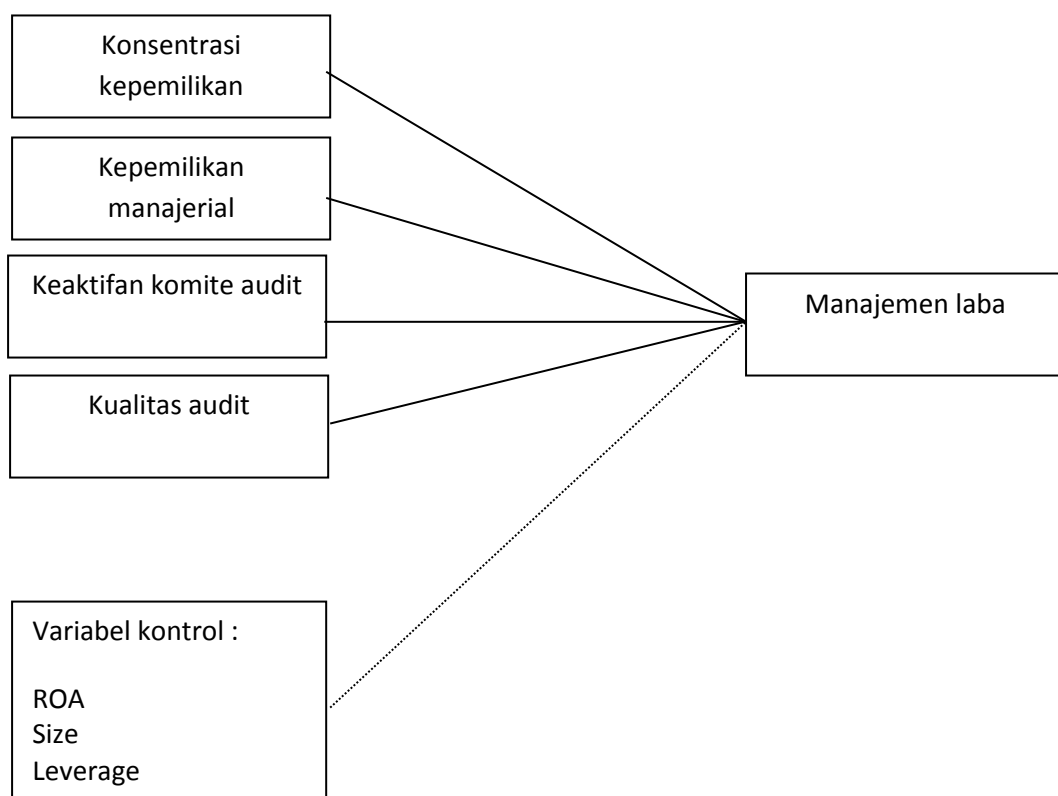 Konsentrasi
kepemilikan
Kepemilikan
manajerial
Keaktifan komite audit
Kualitas audit
Manajemen laba
Variabel kontrol :
ROA
Size
Leverage